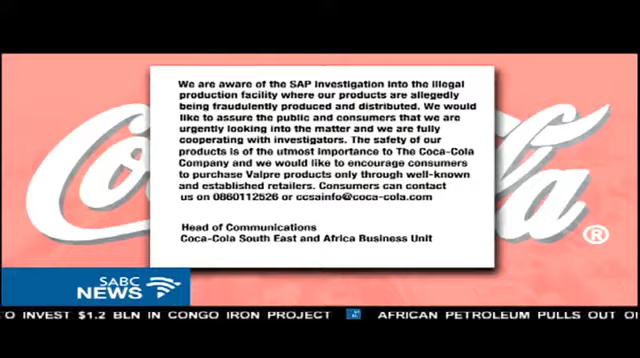 We are aware of the SAP Investigation into the illegal
production facility where our products are allegedly
being fraudulently produced and distributed. We would
like to assure the public and consumers that we are
urgently looking into the matter and we are fully
cooperating with investigators. The safety of our
products is of the utmost importance to The Coca-Cola
Company and we would like to encourage consumers
to purchase Valpre products only through well-known
and established retailers. Consumers can contact
us on 0860112526 or ccsainfo@coca-cola.com
Head of Communications
Coca-Cola South East and Africa Business Unit
®
SABC
NEWS
O INVEST $1.2 BLN IN CONGO IRON PROJECT AFRICAN PETROLEUM PULLS OUT